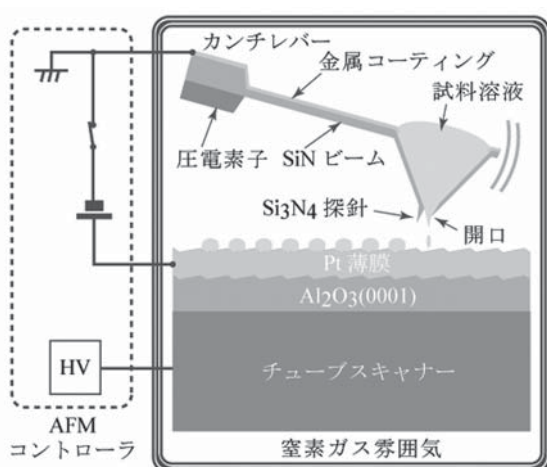 カンチレバー
金属コーティング
試料溶液
圧電素子
SiN ビーム
Si3N4 探針
開口
Pt 薄膜
Al2O3(0001)
HV
チューブスキャナー
AFM
コントローラ
窒素ガス雰囲気